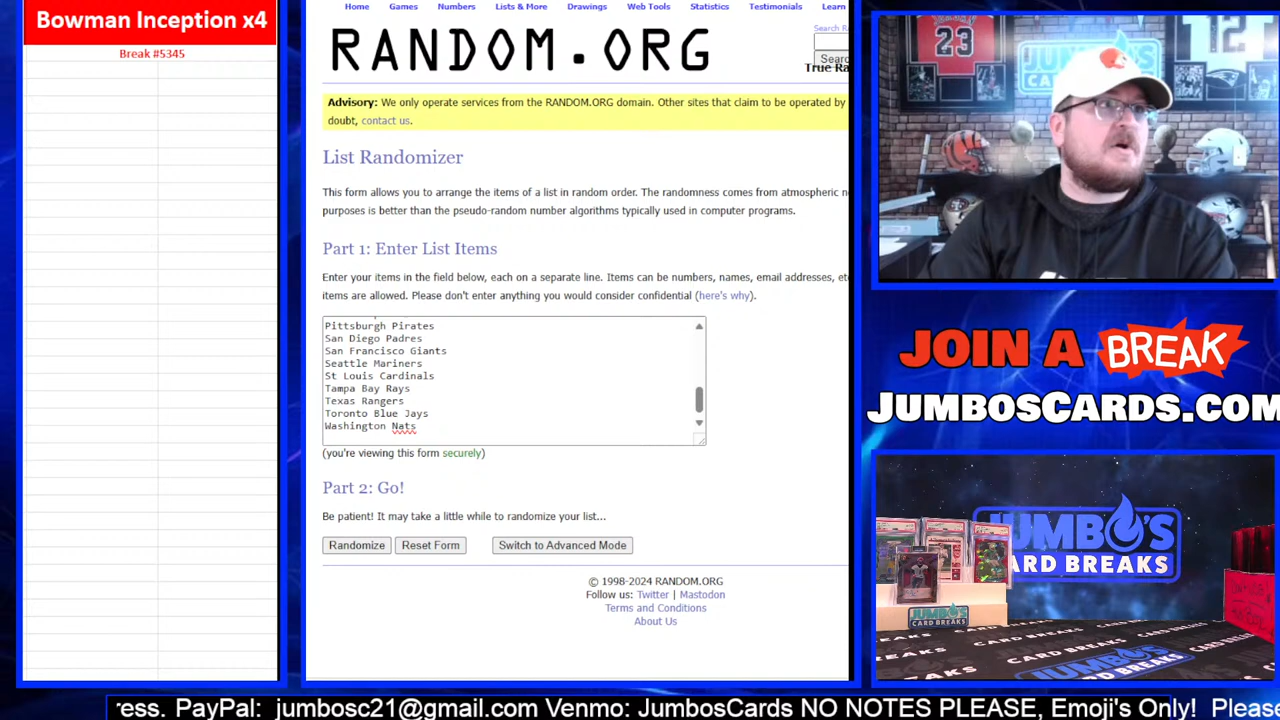 Bowman Inception x4
Break #5345
Home Games Numbers Lists & More Drawings Web Tools Statistics Testimonials Learn
RANDOM.ORG
Search
True Ra
Advisory: We only operate services from the RANDOM.ORG domain. Other sites that claim to be operated by
doubt, contact us.
List Randomizer
This form allows you to arrange the items of a list in random order. The randomness comes from atmospheric n
purposes is better than the pseudo-random number algorithms typically used in computer programs.
Part 1: Enter List Items
Enter your items in the field below, each on a separate line. Items can be numbers, names, email addresses, etc
items are allowed. Please don't enter anything you would consider confidential (here's why).
Pittsburgh Pirates
San Diego Padres
San Francisco Giants
Seattle Mariners
St Louis Cardinals
Tampa Bay Rays
Texas Rangers
Toronto Blue Jays
Washington Nats
(you're viewing this form securely)
Part 2: Go!
Be patient! It may take a little while to randomize your list...
Randomize Reset Form Switch to Advanced Mode
© 1998-2024 RANDOM.ORG
Follow us: Twitter | Mastodon
Terms and Conditions
About Us
23
12
JOIN A BREAK
JUMBOSCARDS.COM
JUMBO'S
CARD BREAKS
JUMBO'S
CARD BREAKS
CARD BREAKS
ress. PayPal: jumbosc21@gmail.com Venmo: JumbosCards NO NOTES PLEASE, Emoji's Only! Please